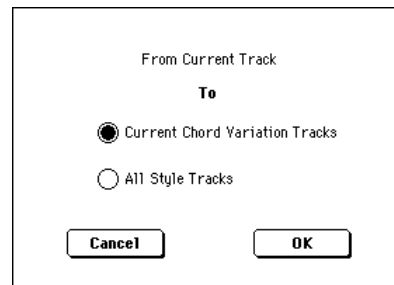 From Current Track
To
Current Chord Variation Tracks
All Style Tracks
Cancel OK